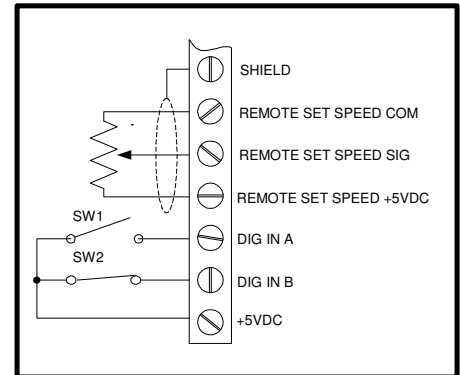 SHIELD
REMOTE SET SPEED COM
REMOTE SET SPEED SIG
REMOTE SET SPEED +5VDC
SW1
DIG IN A
SW2
DIG IN B
+5VDC